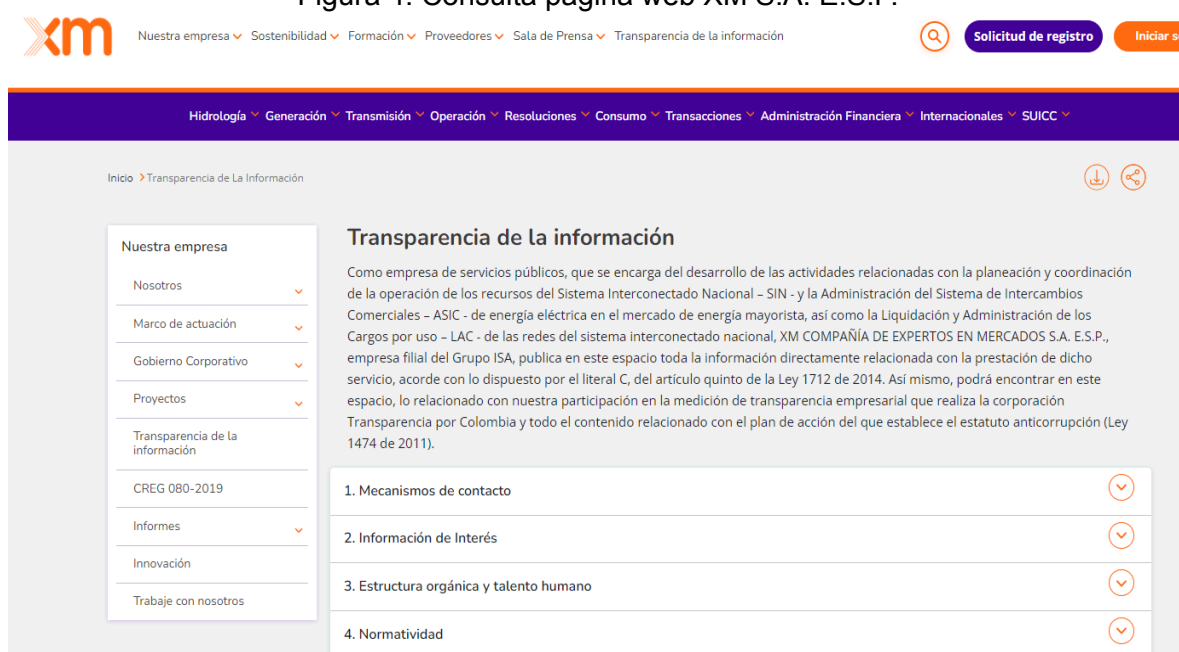 Figura 4. Consulta página web XM S.A. E.S.P.
xm
Nuestra empresa Sostenibilidad Formación Proveedores Sala de Prensa Transparencia de la información
Solicitud de registro
Iniciar se
Hidrología Generación Transmisión Operación Resoluciones Consumo Transacciones Administración Financiera Internacionales SUICC
Inicio Transparencia de La Información
Nuestra empresa
Nosotros
Marco de actuación
Gobierno Corporativo
Proyectos
Transparencia de la
información
CREG 080-2019
Informes
Innovación
Trabaje con nosotros
Transparencia de la información
Como empresa de servicios públicos, que se encarga del desarrollo de las actividades relacionadas con la planeación y coordinación
de la operación de los recursos del Sistema Interconectado Nacional – SIN - y la Administración del Sistema de Intercambios
Comerciales – ASIC - de energía eléctrica en el mercado de energía mayorista, así como la Liquidación y Administración de los
Cargos por uso – LAC - de las redes del sistema interconectado nacional, XM COMPAÑÍA DE EXPERTOS EN MERCADOS S.A. E.S.P.,
empresa filial del Grupo ISA, publica en este espacio toda la información directamente relacionada con la prestación de dicho
servicio, acorde con lo dispuesto por el literal C, del artículo quinto de la Ley 1712 de 2014. Así mismo, podrá encontrar en este
espacio, lo relacionado con nuestra participación en la medición de transparencia empresarial que realiza la corporación
Transparencia por Colombia y todo el contenido relacionado con el plan de acción del que establece el estatuto anticorrupción (Ley
1474 de 2011).
1. Mecanismos de contacto
2. Información de Interés
3. Estructura orgánica y talento humano
4. Normatividad